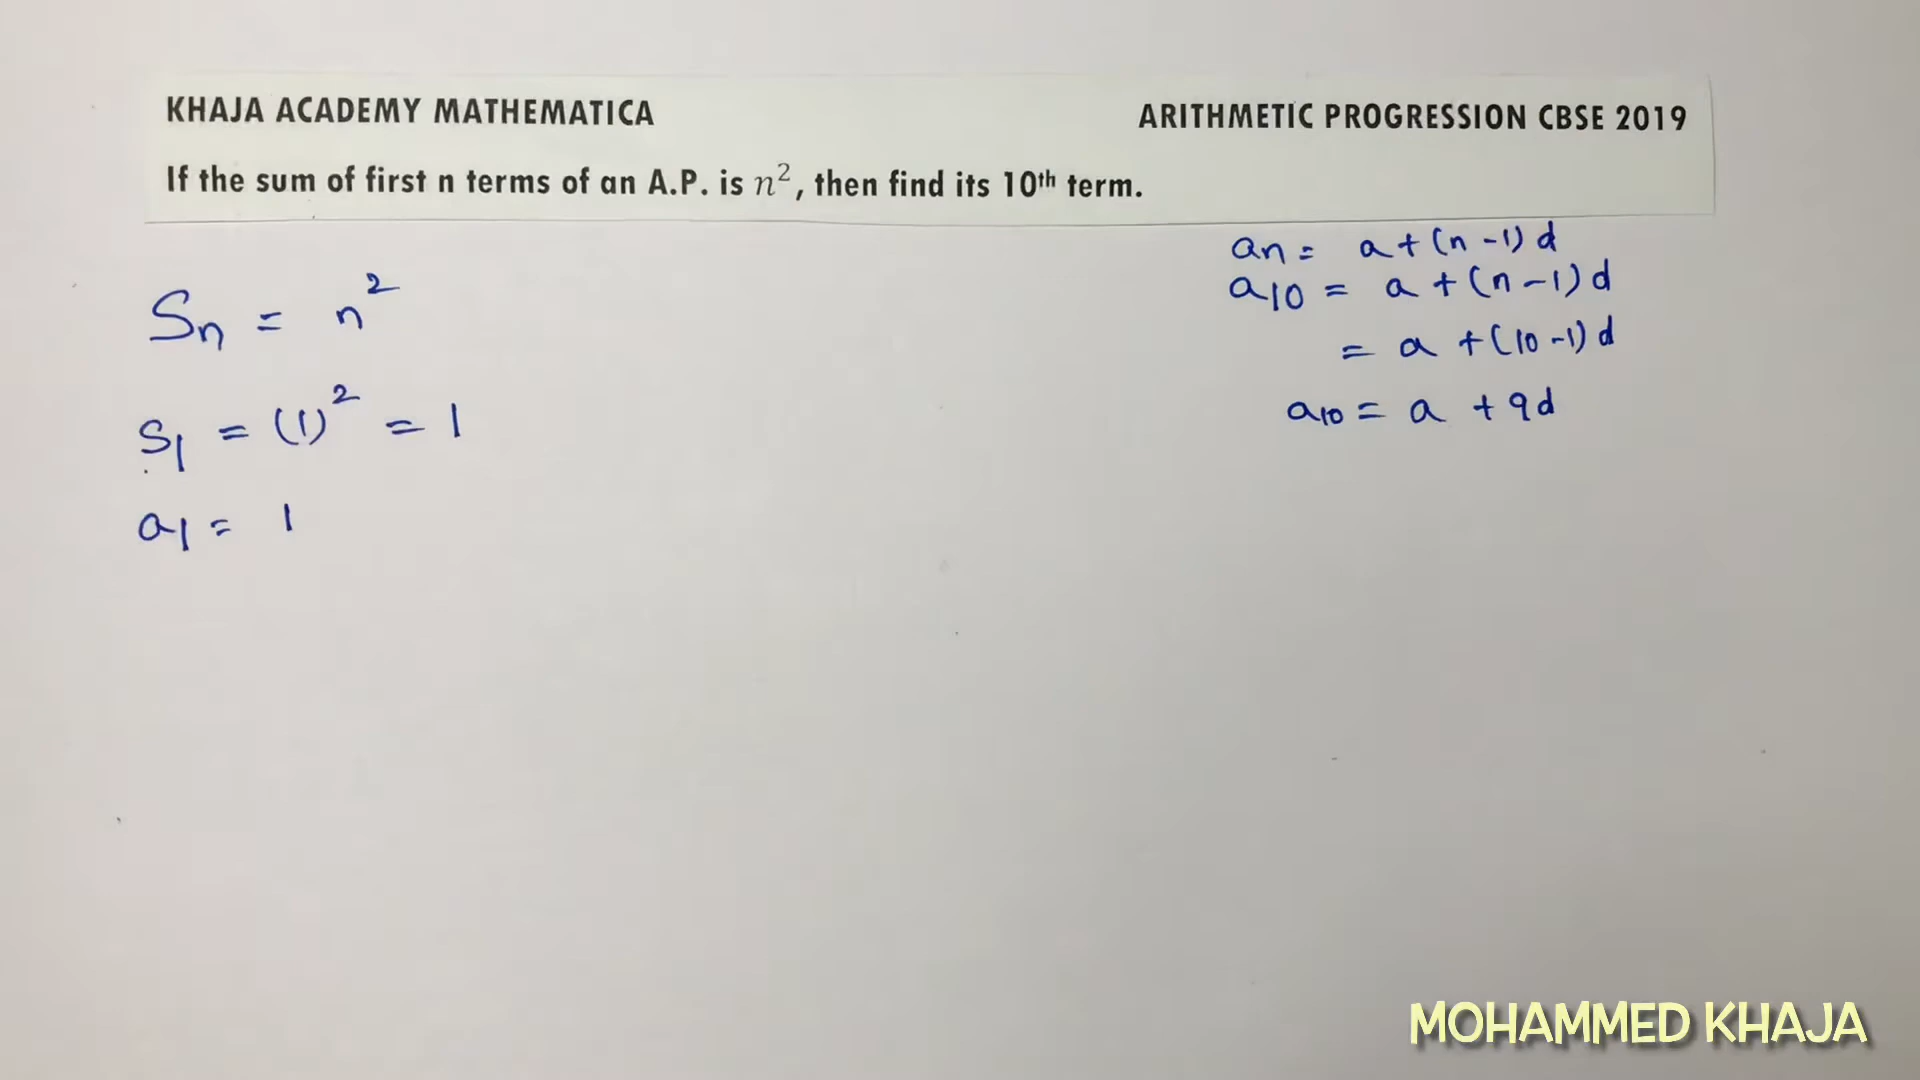 KHAJA ACADEMY MATHEMATICA
ARITHMETIC PROGRESSION CBSE 2019
If the sum of first n terms of an A.P. is n², then find its 10th term.
Sn = n²
S1 = (1)² = 1
a1 = 1
an = a + (n - 1) d
a10 = a + (n - 1) d
= a + (10 - 1) d
a10 = a + 9d
MOHAMMED KHAJA